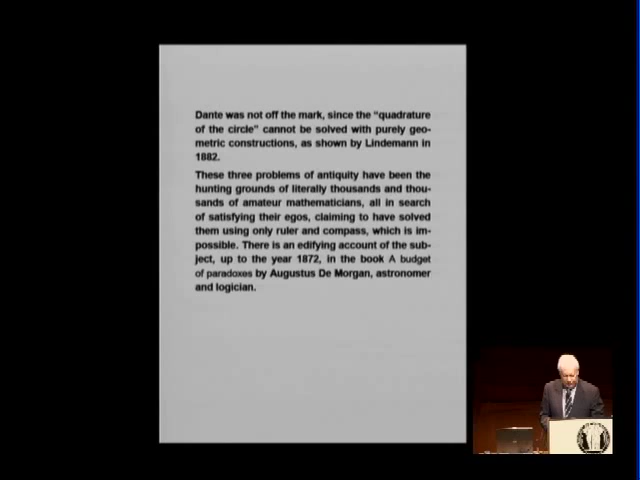 Dante was not off the mark, since the “quadrature
of the circle” cannot be solved with purely geo-
metric constructions, as shown by Lindemann in
1882.
These three problems of antiquity have been the
hunting grounds of literally thousands and thou-
sands of amateur mathematicians, all in search
of satisfying their egos, claiming to have solved
them using only ruler and compass, which is im-
possible. There is an edifying account of the sub-
ject, up to the year 1872, in the book A budget
of paradoxes by Augustus De Morgan, astronomer
and logician.